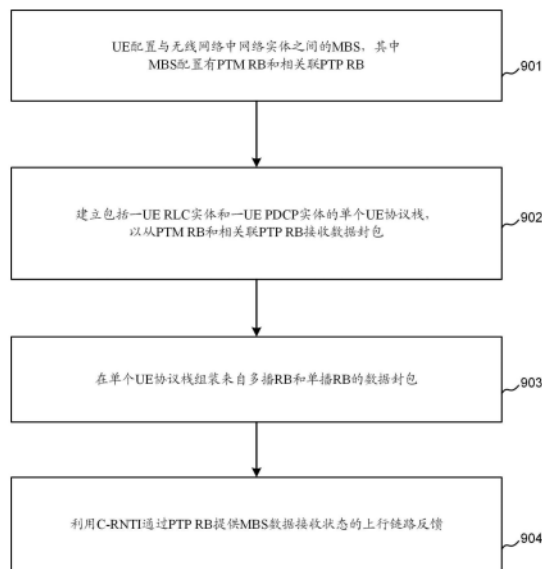 UE配置与无线网络中网络实体之间的MBS，其中
MBS配置有PTM RB和相关联PTP RB
901
建立包括一UE RLC实体和一UE PDCP实体的单个UE协议栈，
以从PTM RB和相关联PTP RB接收数据封包
902
在单个UE协议栈组装来自多播RB和单播RB的数据封包
903
利用C-RNTI通过PTP RB提供MBS数据接收状态的上行链路反馈
904